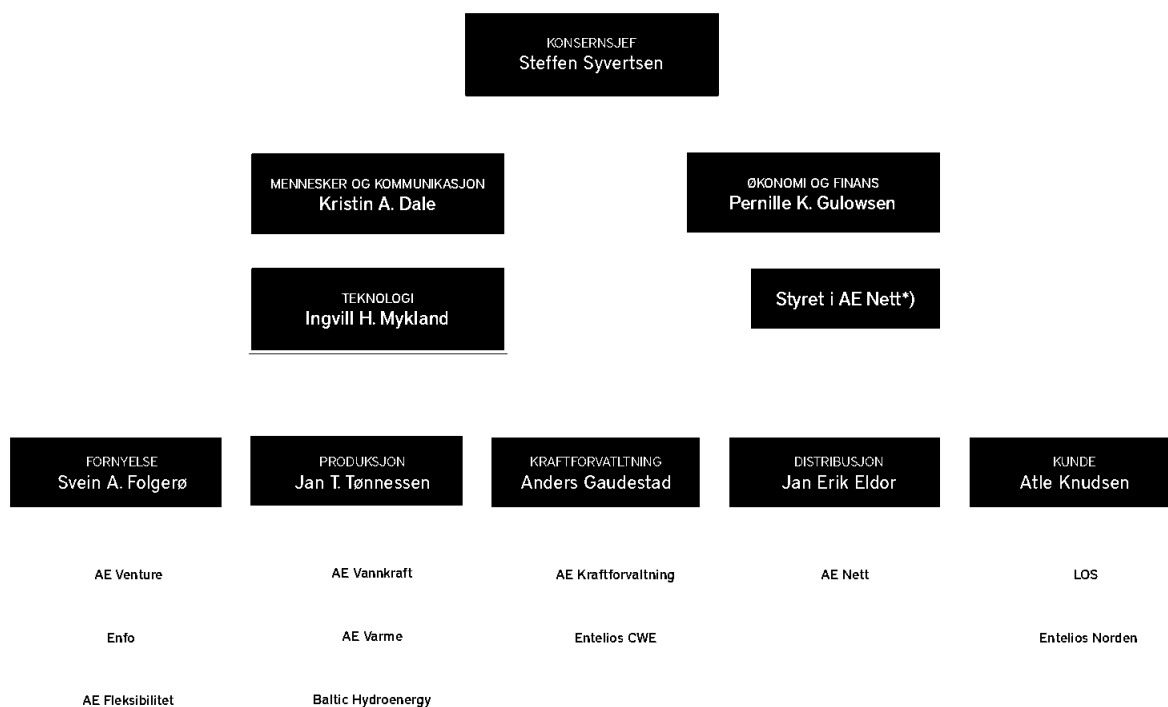 KONSERNSJEF
Steffen Syvertsen
MENNESKER OG KOMMUNIKASJON
Kristin A. Dale
ØKONOMI OG FINANS
Pernille K. Gulowsen
TEKNOLOGI
Ingvill H. Mykland
Styret i AE Nett*)
FORNYELSE
Svein A. Folgerø
PRODUKSJON
Jan T. Tønnessen
KRAFTFORVATLTNING
Anders Gaudestad
DISTRIBUSJON
Jan Erik Eldor
KUNDE
Atle Knudsen
AE Venture
AE Vannkraft
AE Kraftforvaltning
AE Nett
LOS
Enfo
AE Varme
Entelios CWE
Entelios Norden
AE Fleksibilitet
Baltic Hydroenergy